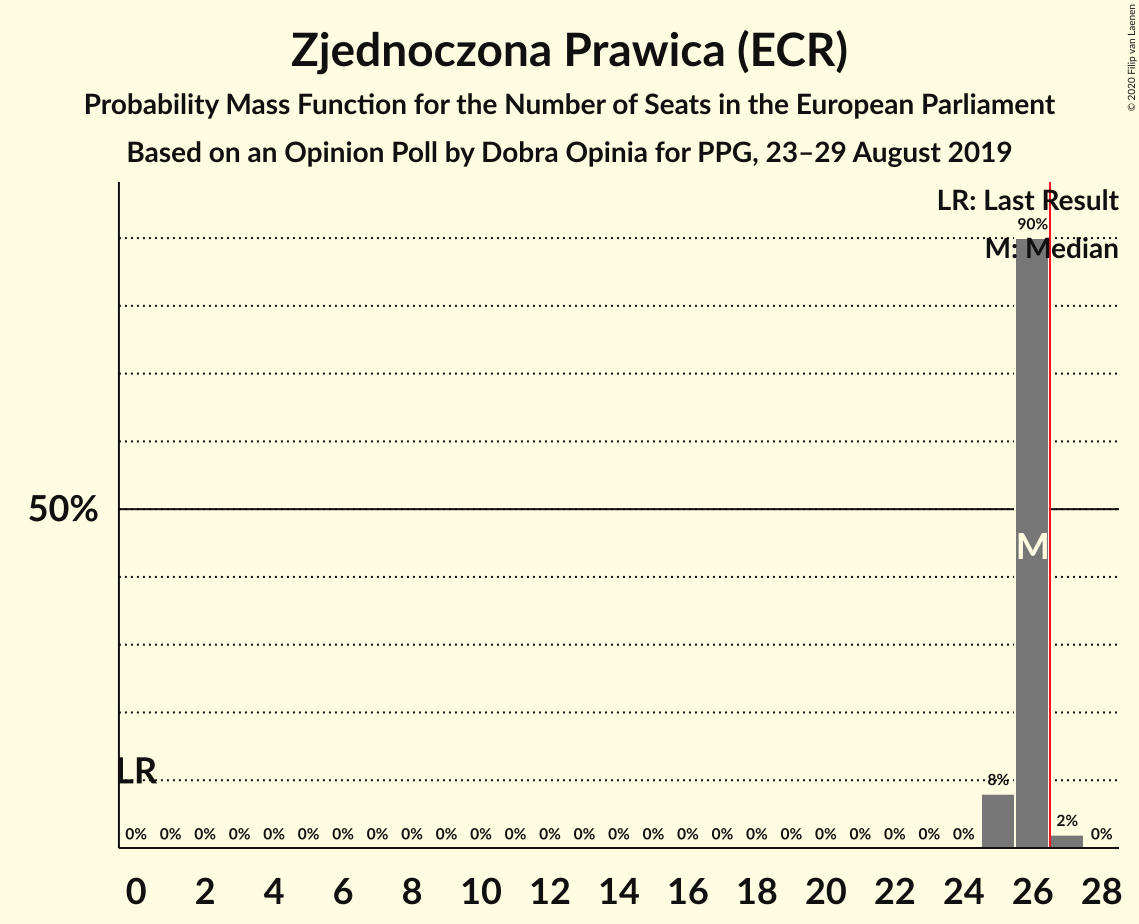 Zjednoczona Prawica (ECR)
Probability Mass Function for the Number of Seats in the European Parliament
Based on an Opinion Poll by Dobra Opinia for PPG, 23–29 August 2019
© 2020 Filip van Laenen
LR: Last Result
90%
M: Median
50%
M
LR
8%
2%
0% 0% 0% 0% 0% 0% 0% 0% 0% 0% 0% 0% 0% 0% 0% 0% 0% 0% 0% 0% 0% 0% 0% 0% 0% 0%
0 2 4 6 8 10 12 14 16 18 20 22 24 26 28